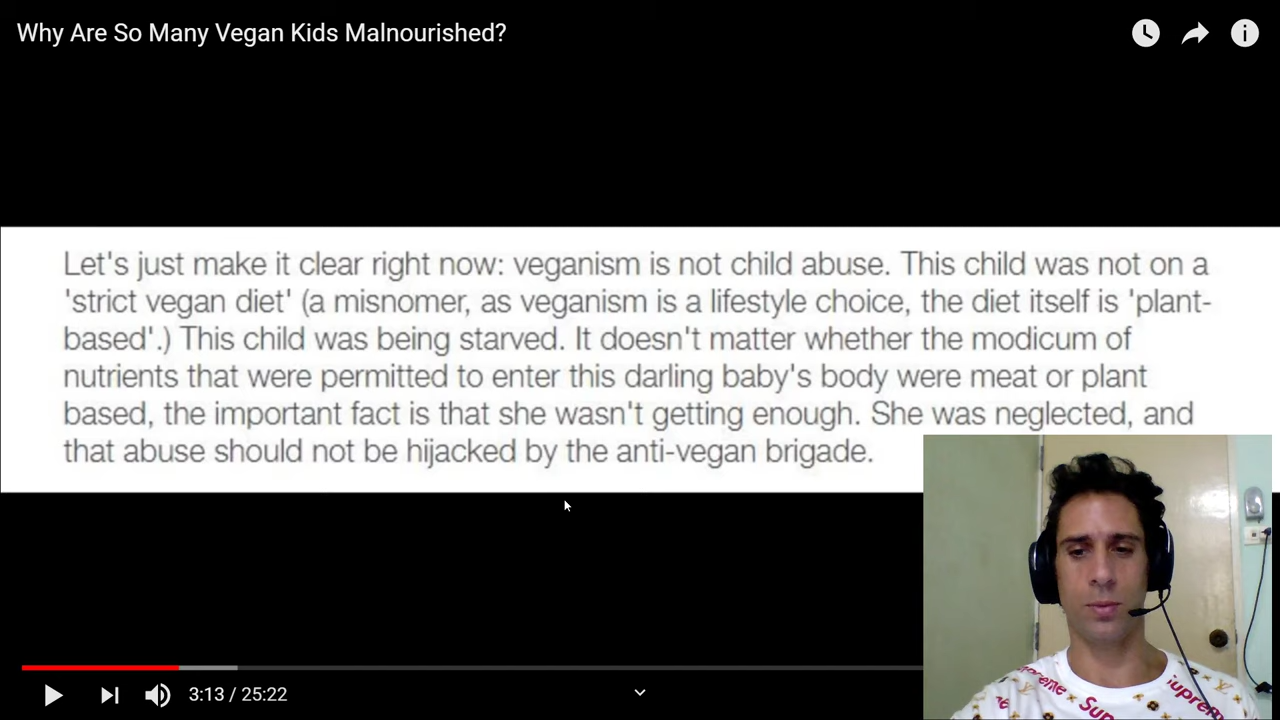 Why Are So Many Vegan Kids Malnourished?
Let's just make it clear right now: veganism is not child abuse. This child was not on a
'strict vegan diet' (a misnomer, as veganism is a lifestyle choice, the diet itself is 'plant-
based'.) This child was being starved. It doesn't matter whether the modicum of
nutrients that were permitted to enter this darling baby's body were meat or plant
based, the important fact is that she wasn't getting enough. She was neglected, and
that abuse should not be hijacked by the anti-vegan brigade.
3:13 / 25:22